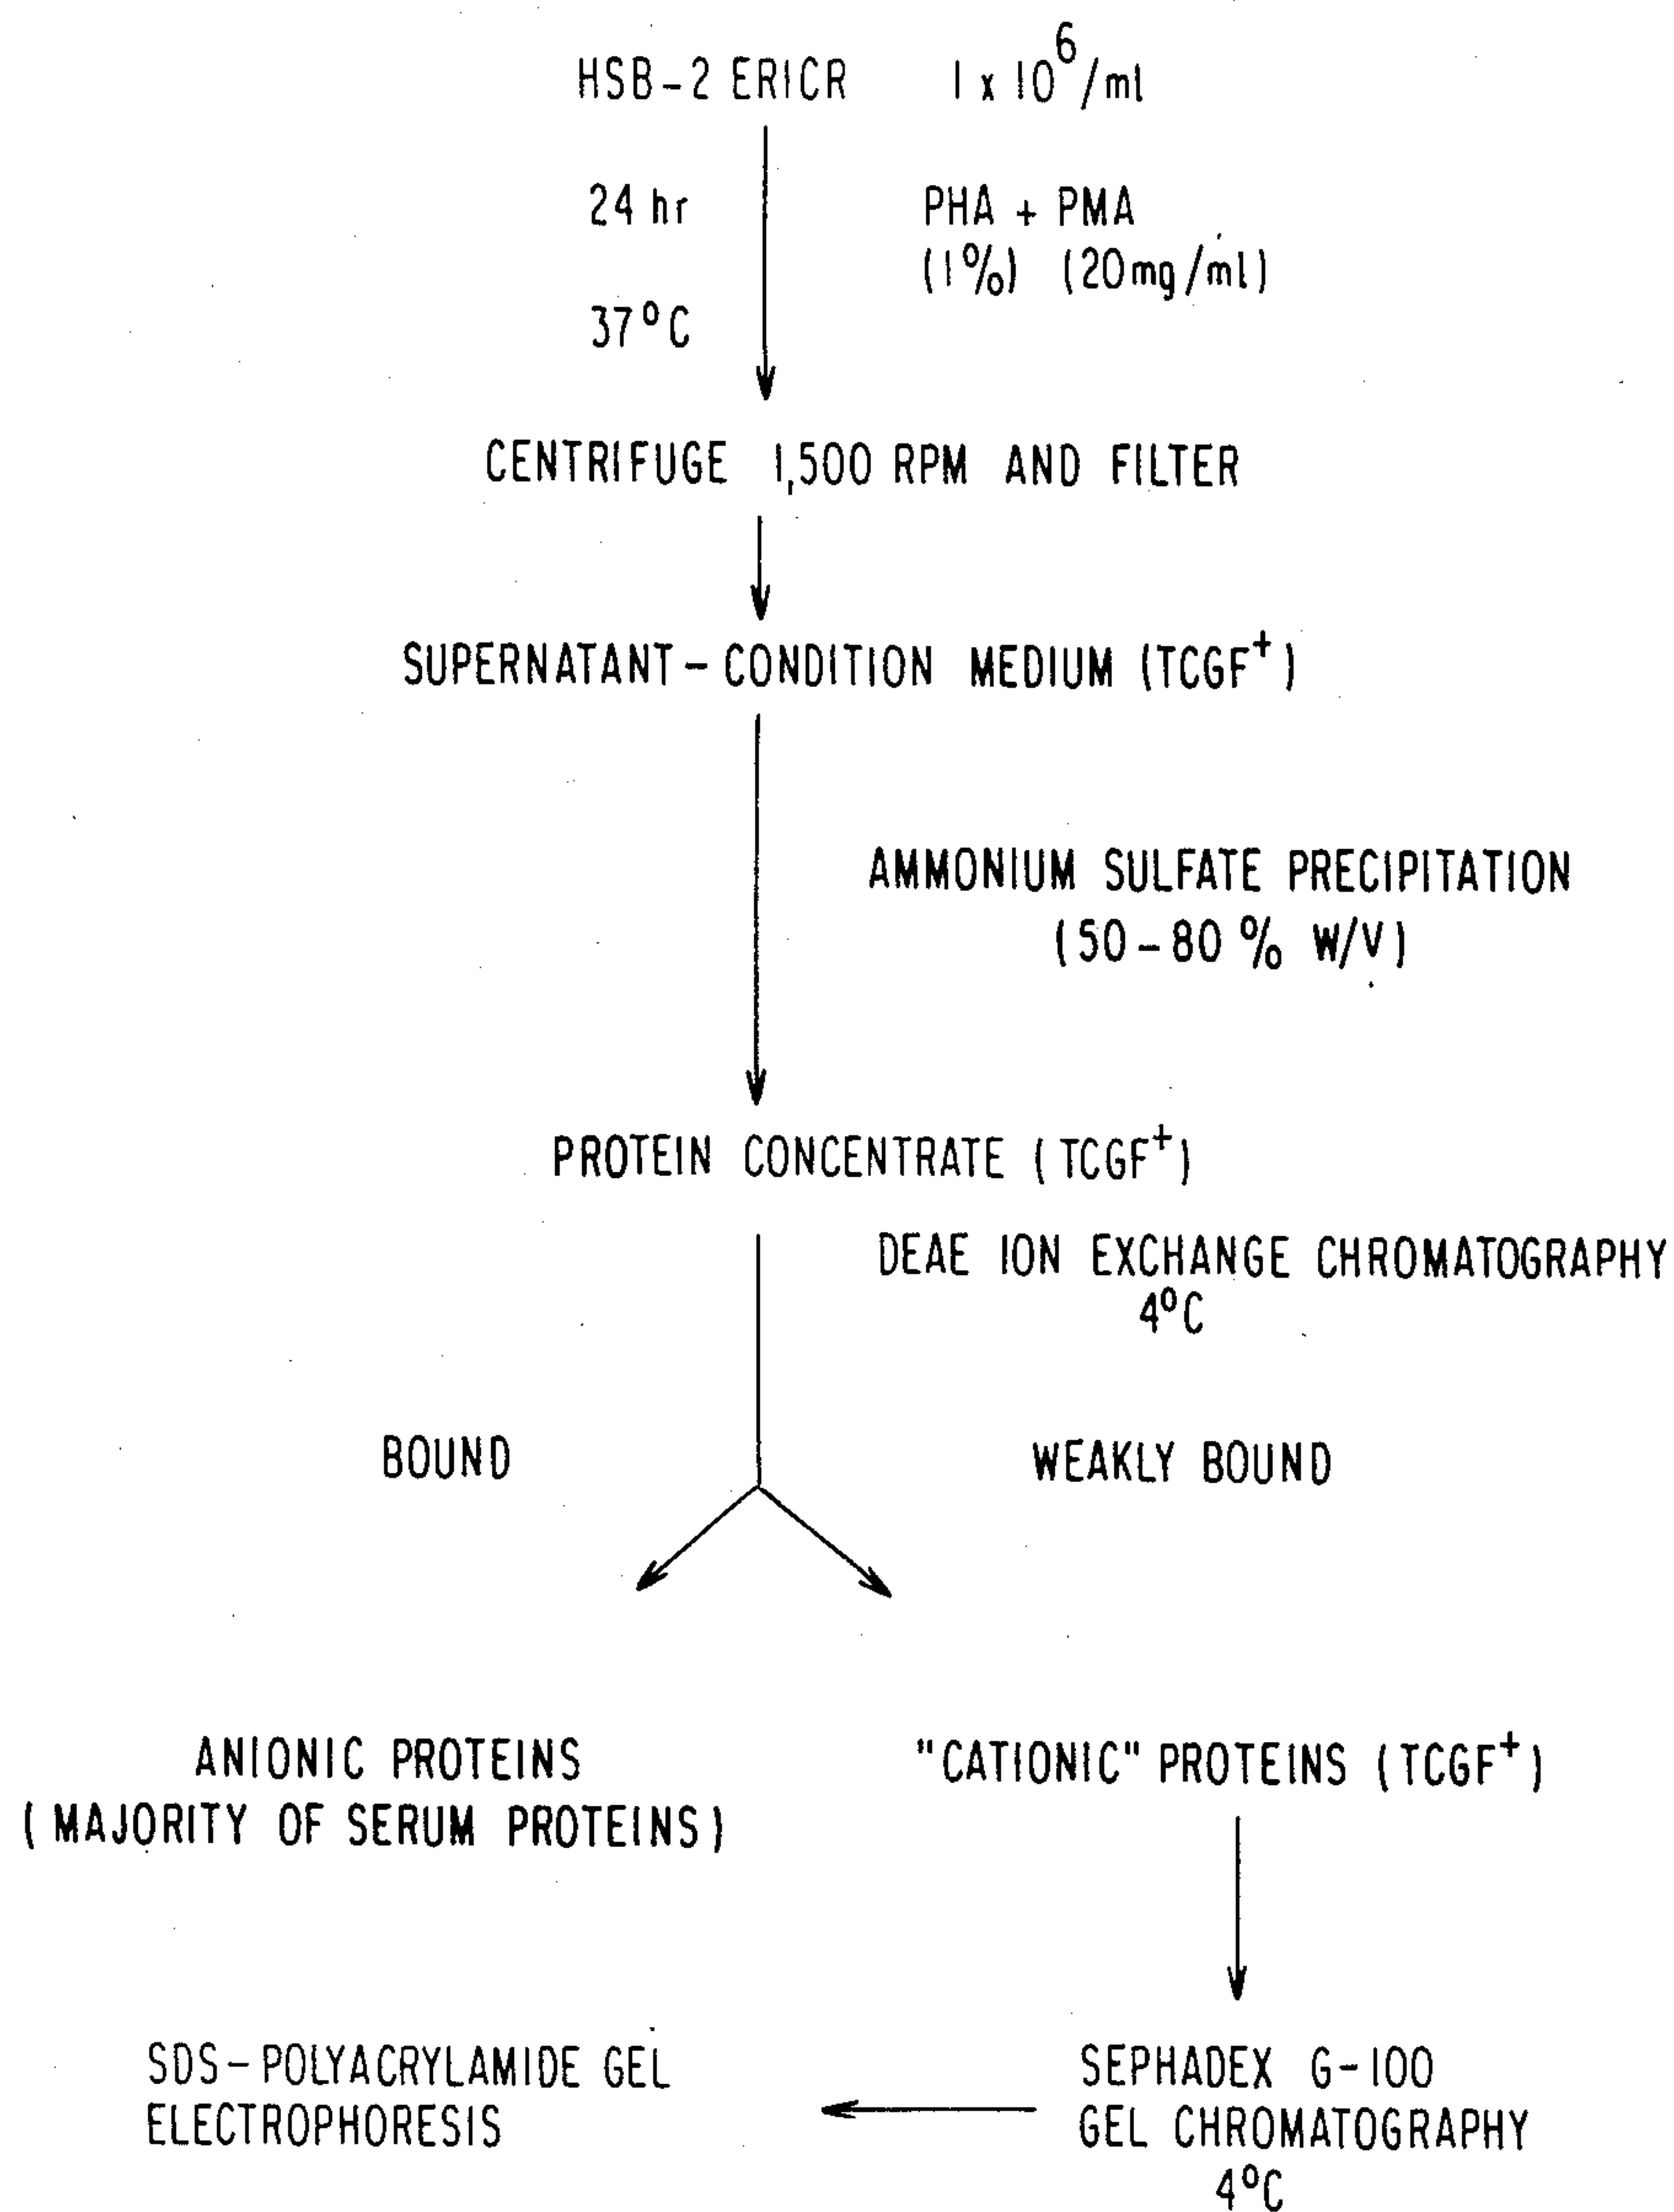 HSB-2 ERICR 1 x 10⁶/ml
24 hr
PHA + PMA
(1%) (20mg/ml)
37°C
CENTRIFUGE 1,500 RPM AND FILTER
SUPERNATANT-CONDITION MEDIUM (TCGF⁺)
AMMONIUM SULFATE PRECIPITATION
(50-80% W/V)
PROTEIN CONCENTRATE (TCGF⁺)
DEAE ION EXCHANGE CHROMATOGRAPHY
4°C
BOUND
WEAKLY BOUND
ANIONIC PROTEINS
(MAJORITY OF SERUM PROTEINS)
"CATIONIC" PROTEINS (TCGF⁺)
SEPHADEX G-100
GEL CHROMATOGRAPHY
4°C
SDS-POLYACRYLAMIDE GEL
ELECTROPHORESIS